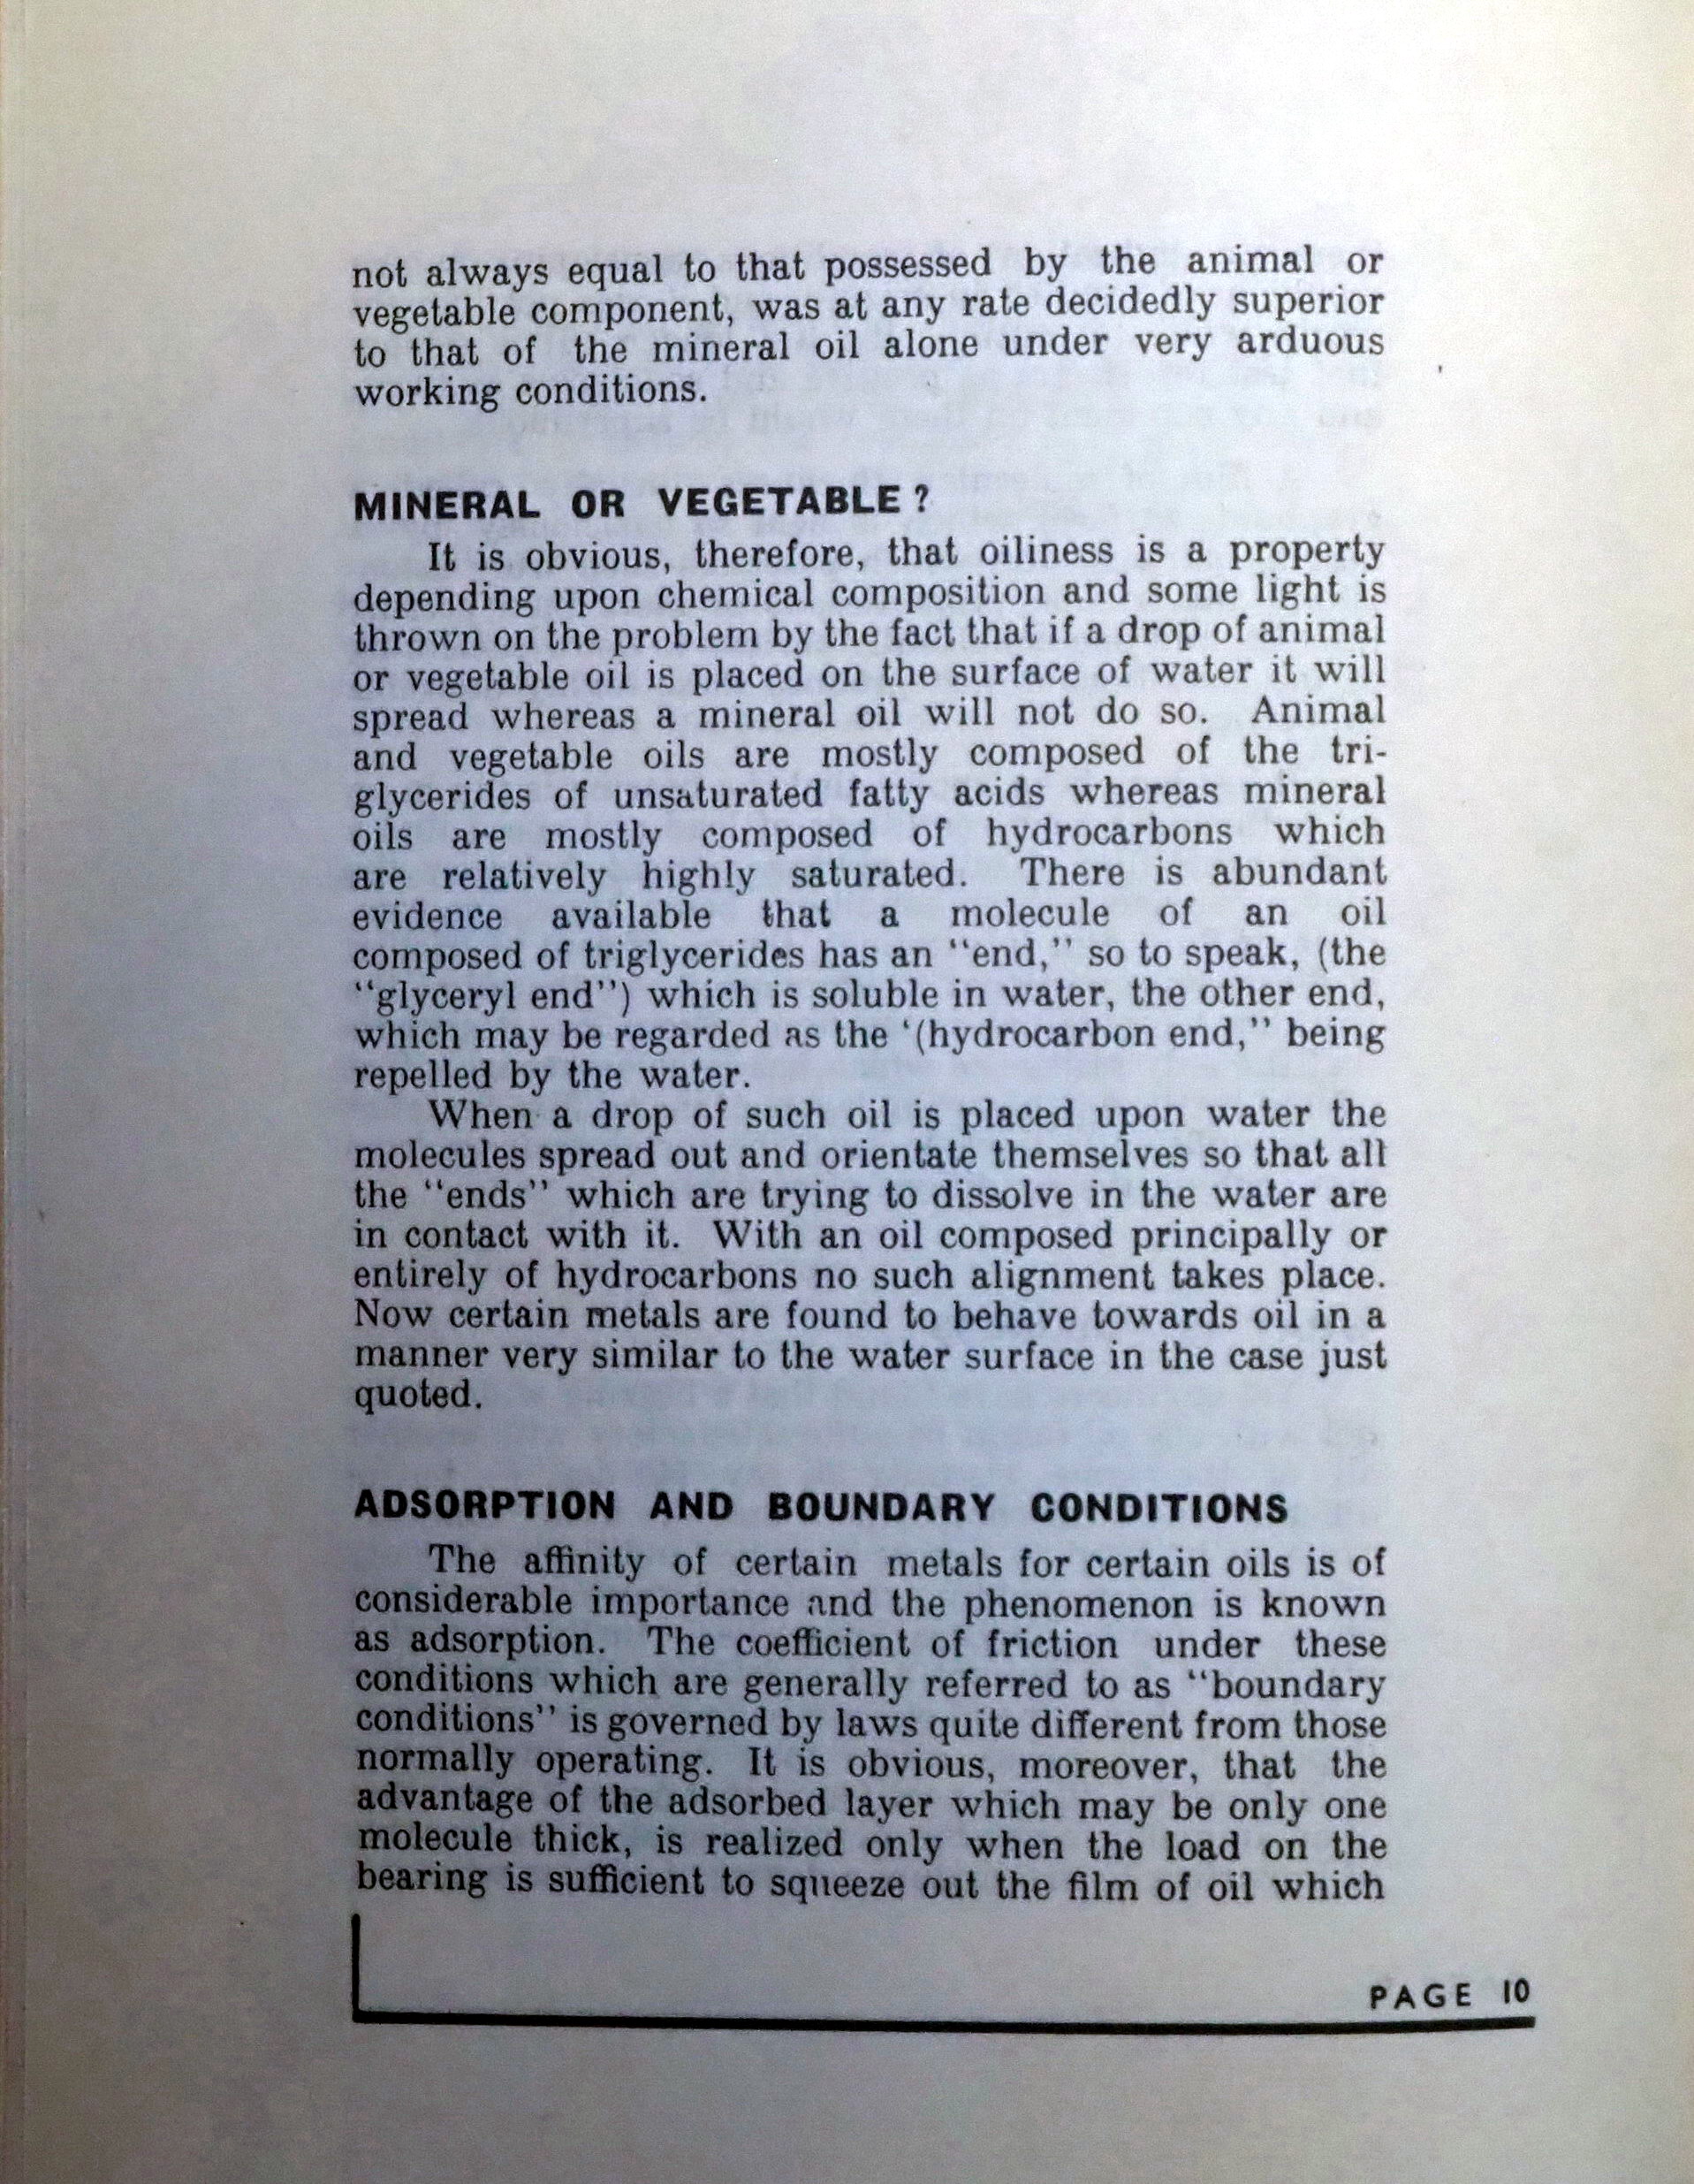 not always equal to that possessed by the animal or
vegetable component, was at any rate decidedly superior
to that of the mineral oil alone under very arduous
working conditions.
MINERAL OR VEGETABLE?
It is obvious, therefore, that oiliness is a property
depending upon chemical composition and some light is
thrown on the problem by the fact that if a drop of animal
or vegetable oil is placed on the surface of water it will
spread whereas a mineral oil will not do so. Animal
and vegetable oils are mostly composed of the tri-
glycerides of unsaturated fatty acids whereas mineral
oils are mostly composed of hydrocarbons which
are relatively highly saturated. There is abundant
evidence available that a molecule of an oil
composed of triglycerides has an "end," so to speak, (the
"glyceryl end") which is soluble in water, the other end,
which may be regarded as the '(hydrocarbon end," being
repelled by the water.
When a drop of such oil is placed upon water the
molecules spread out and orientate themselves so that all
the "ends" which are trying to dissolve in the water are
in contact with it. With an oil composed principally or
entirely of hydrocarbons no such alignment takes place.
Now certain metals are found to behave towards oil in a
manner very similar to the water surface in the case just
quoted.
ADSORPTION AND BOUNDARY CONDITIONS
The affinity of certain metals for certain oils is of
considerable importance and the phenomenon is known
as adsorption. The coefficient of friction under these
conditions which are generally referred to as "boundary
conditions" is governed by laws quite different from those
normally operating. It is obvious, moreover, that the
advantage of the adsorbed layer which may be only one
molecule thick, is realized only when the load on the
bearing is sufficient to squeeze out the film of oil which
PAGE 10